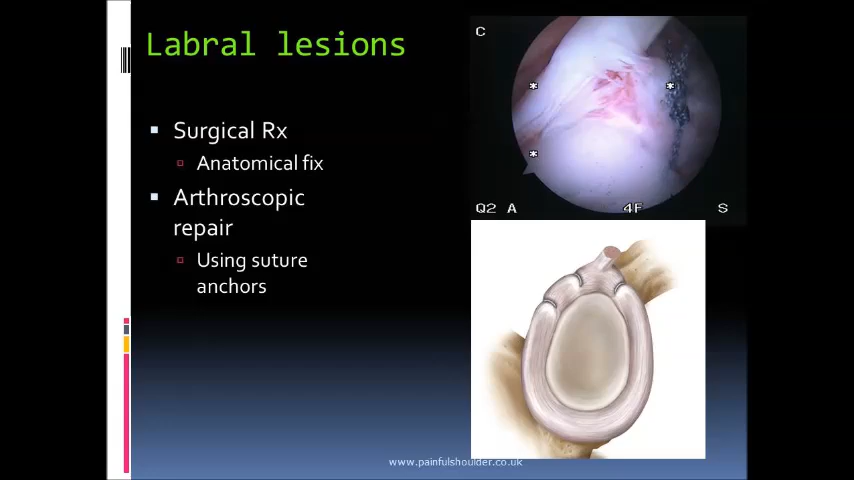 Labral lesions
Surgical Rx
Anatomical fix
Arthroscopic
repair
Using suture
anchors
C
*
*
*
Q2 A 4F S
www.painfulshoulder.co.uk